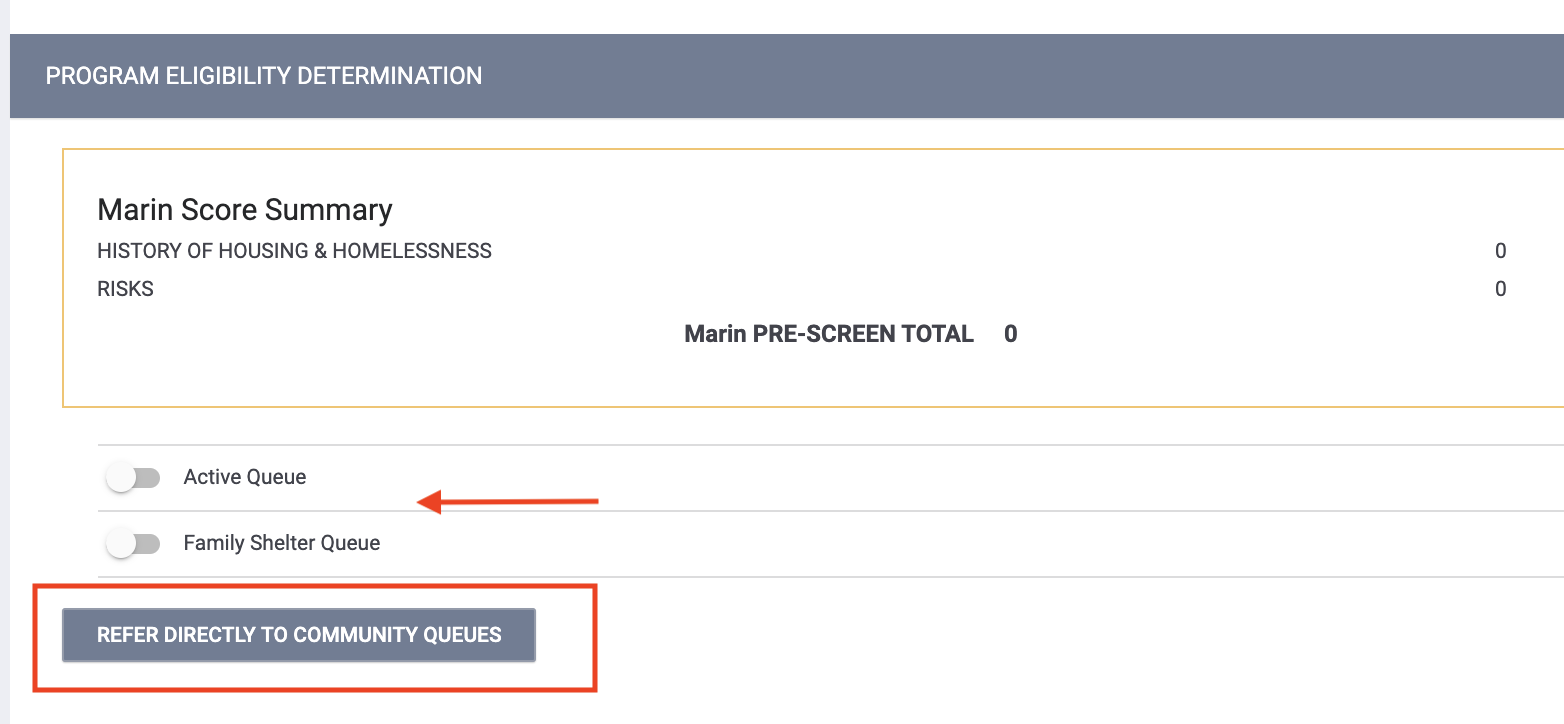 PROGRAM ELIGIBILITY DETERMINATION
Marin Score Summary
HISTORY OF HOUSING & HOMELESSNESS 0
RISKS 0
Marin PRE-SCREEN TOTAL 0
Active Queue
Family Shelter Queue
REFER DIRECTLY TO COMMUNITY QUEUES